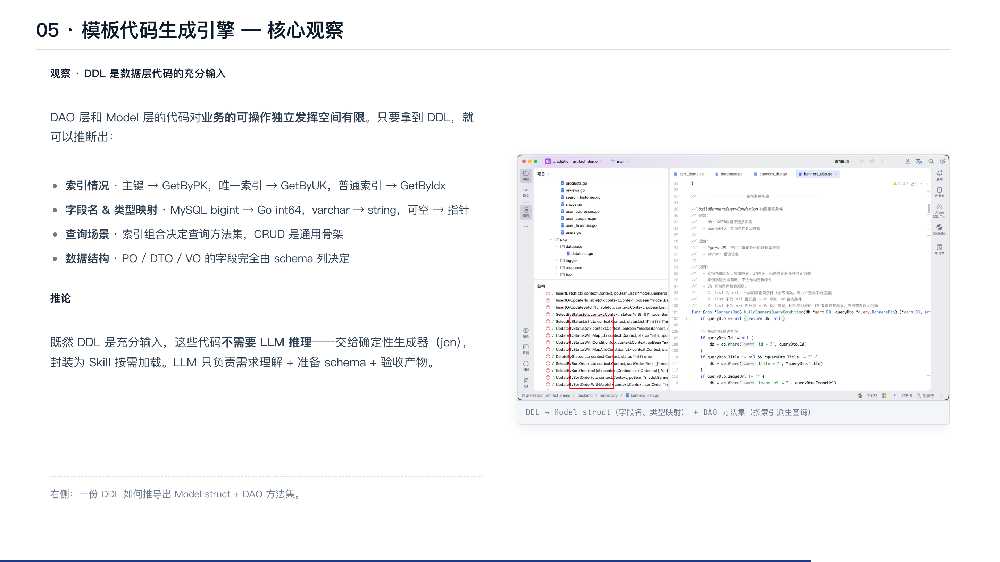 05 · 模板代码生成引擎 — 核心观察
观察 · DDL 是数据层代码的充分输入
DAO 层和 Model 层的代码对业务的可操作独立发挥空间有限。只要拿到 DDL，就
可以推断出：
索引情况 · 主键 → GetByPK，唯一索引 → GetByUK，普通索引 → GetByIdx
字段名 & 类型映射 · MySQL bigint → Go int64，varchar → string，可空 → 指针
查询场景 · 索引组合决定查询方法集，CRUD 是通用骨架
数据结构 · PO / DTO / VO 的字段完全由 schema 列决定
推论
既然 DDL 是充分输入，这些代码不需要 LLM 推理——交给确定性生成器（jen），
封装为 Skill 按需加载。LLM 只负责需求理解 + 准备 schema + 验收产物。
右侧：一份 DDL 如何推导出 Model struct + DAO 方法集。
GD gradiation_artifact_demo main 添加配置
项目
提交
结构
服务
终端
问题
Git
项目
products.go
reviews.go
search_histories.go
shops.go
user_addresses.go
user_coupons.go
user_favorites.go
users.go
pkg
database
database.go
logger
response
tool
结构
InsertBatch(ctx context.Context, poBeanList []*model.Banners)
InsertOrUpdateNullable(ctx context.Context, poBean *model.Ba
InsertOrUpdateBatchNullable(ctx context.Context, poBeanList [
SelectByStatus(ctx context.Context, status *int8) ([]*model.Ban
SelectByStatusList(ctx context.Context, statusList []*int8) ([]*m
UpdateByStatus(ctx context.Context, poBean *model.Banners, s
UpdateByStatusWithMap(ctx context.Context, status *int8, upda
UpdateByStatusWithCondition(ctx context.Context, poBean *mo
UpdateByStatusWithMapAndCondition(ctx context.Context, sta
DeleteByStatus(ctx context.Context, status *int8) error
SelectBySortOrder(ctx context.Context, sortOrder *int) ([]*mod
SelectBySortOrderList(ctx context.Context, sortOrderList []*int)
UpdateBySortOrder(ctx context.Context, poBean *model.Banne
UpdateBySortOrderWithMap(ctx context.Context, sortOrder *in
cart_items.go database.go banners_dto.go banners_dao.go
3 5 1
81 }
82
83 // ==================== 查询条件构建 ====================
84
85 // buildBannersQueryCondition 构建查询条件
86 // 参数:
87 //   - db: GORM数据库连接实例
88 //   - queryDto: 查询条件Dto对象
89 //
90 // 返回:
91 //   - *gorm.DB: 应用了查询条件的数据库连接
92 //   - error: 错误信息
93 //
94 // 说明:
95 //   - 支持精确匹配、模糊查询、IN查询、范围查询等多种查询方式
96 //   - 零值字段会被忽略，不会作为查询条件
97 //   - IN 查询条件校验规则:
98 //     1. List 为 nil: 不添加该查询条件（正常情况，表示不按此字段过滤）
99 //     2. List 不为 nil 且长度 > 0: 添加 IN 查询条件
100 //     3. List 不为 nil 但长度 = 0: 返回错误，因为空列表的 IN 查询没有意义，应提前发现此问题
101 func (dao *BannersDao) buildBannersQueryCondition(db *gorm.DB, queryDto *query.BannersDto) (*gorm.DB, err
102 if queryDto == nil { return db, nil }
105
106 // 基础字段精确查询
107 if queryDto.Id != nil {
108 db = db.Where( query: "id = ?", queryDto.Id)
109 }
110 if queryDto.Title != nil && *queryDto.Title != "" {
111 db = db.Where( query: "title = ?", *queryDto.Title)
112 }
113 if queryDto.ImageUrl != "" {
114 db = db.Where( query: "image_url = ?", queryDto.ImageUrl)
通知
数据库
Aiven
SQL Too
CodeBud
单词本
gradiation_artifact_demo > backend > repository > banners_dao.go
25:23 LF UTF-8 制表符
DDL → Model struct（字段名、类型映射） + DAO 方法集（按索引派生查询）